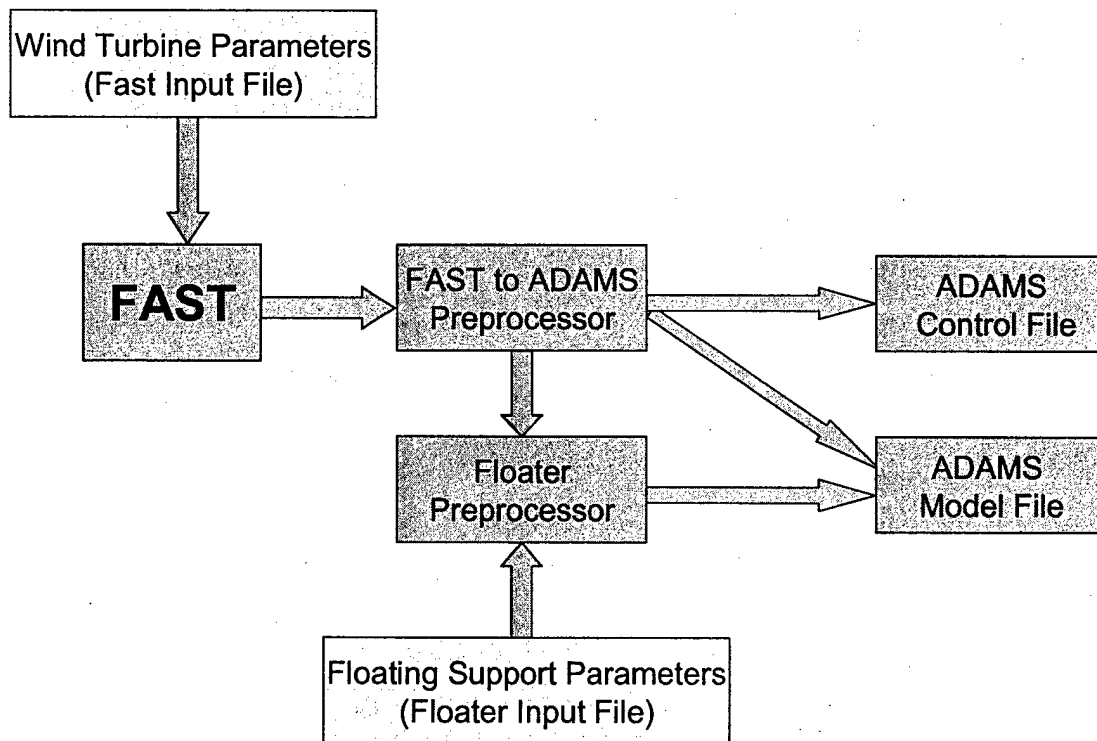 Wind Turbine Parameters
(Fast Input File)
FAST
FAST to ADAMS
Preprocessor
ADAMS
Control File
Floater
Preprocessor
ADAMS
Model File
Floating Support Parameters
(Floater Input File)